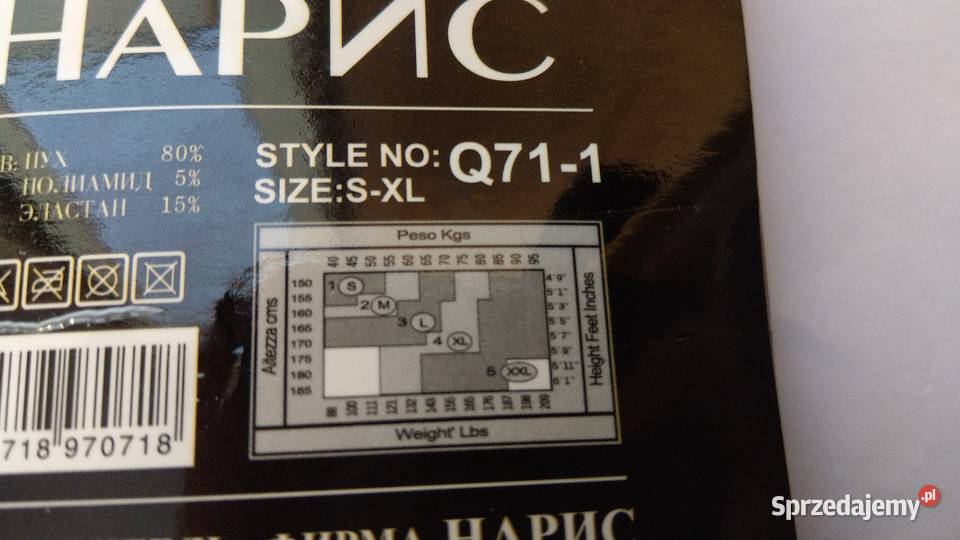 НАРИС
В: ПУХ 80%
ПОЛИАМИД 5%
ЭЛАСТАН 15%
STYLE NO: Q71-1
SIZE:S-XL
Peso Kgs
40 45 50 55 60 65 70 75 80 85 90 95
Altezza cms
150 155 160 165 170 175 180 185
1 S
2 M
3 L
4 XL
5 XXL
4'9" 5'1" 5'3" 5'5" 5'7" 5'9" 5'11" 6'1"
Height Feet Inches
88 100 111 121 132 143 155 165 176 187 198 209
Weight' Lbs
718 970718
ФИРМА НАРИС
Sprzedajemy.pl